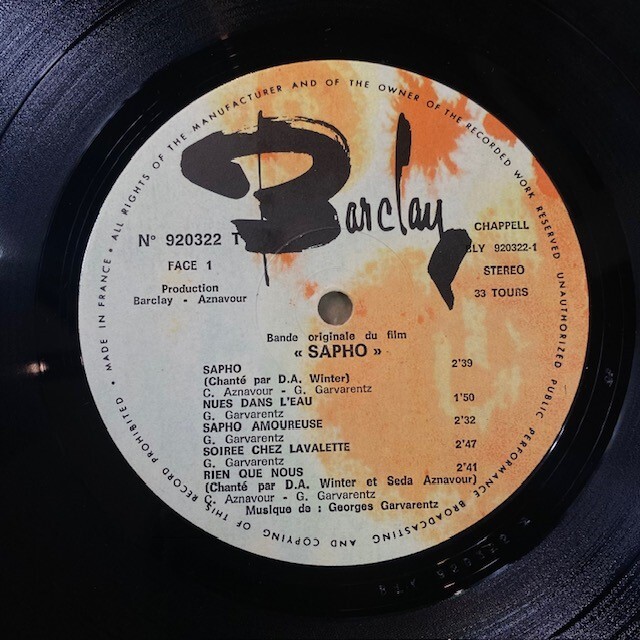 • MADE IN FRANCE • ALL RIGHTS OF THE MANUFACTURER AND OF THE OWNER OF THE RECORDED WORK RESERVED UNAUTHORIZED PUBLIC PERFORMANCE BROADCASTING AND COPYING OF THIS RECORD PROHIBITED
Barclay
N° 920322 T
FACE 1
Production
Barclay - Aznavour
CHAPPELL
BLY 920322-1
STEREO
33 TOURS
Bande originale du film
« SAPHO »
SAPHO 2'39
(Chanté par D.A. Winter)
C. Aznavour - G. Garvarentz
NUES DANS L'EAU 1'50
G. Garvarentz
SAPHO AMOUREUSE 2'32
G. Garvarentz
SOIREE CHEZ LAVALETTE 2'47
G. Garvarentz
RIEN QUE NOUS 2'41
(Chanté par D.A. Winter et Seda Aznavour)
C. Aznavour - G. Garvarentz
Musique de : Georges Garvarentz